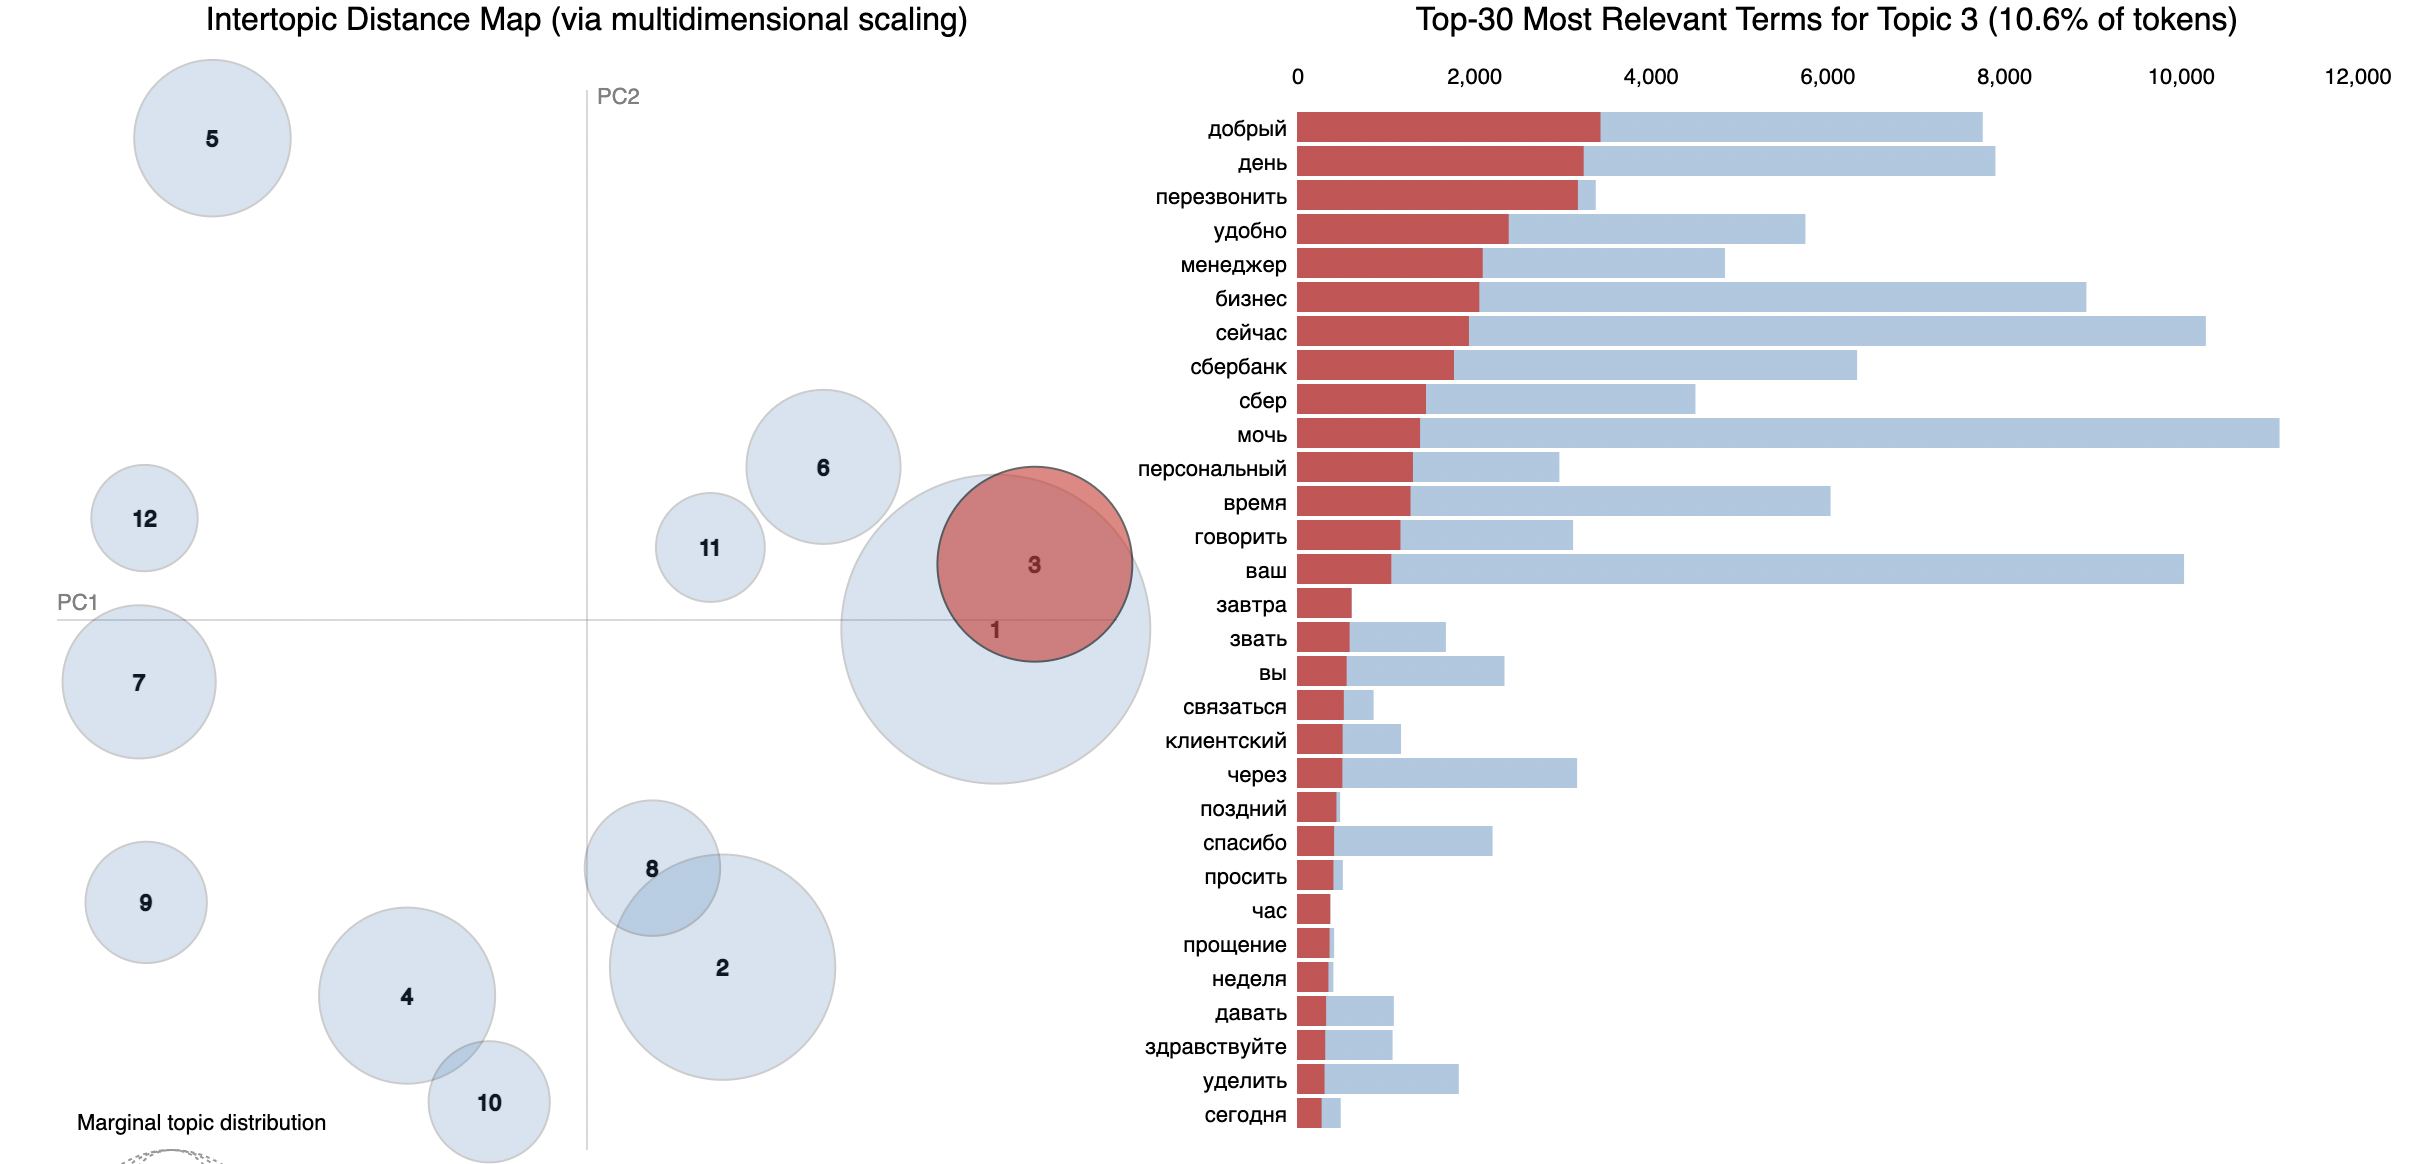 Intertopic Distance Map (via multidimensional scaling)
PC2
5
6
12
11
3
PC1
1
7
8
9
2
4
10
Marginal topic distribution
Top-30 Most Relevant Terms for Topic 3 (10.6% of tokens)
0 2,000 4,000 6,000 8,000 10,000 12,000
добрый
день
перезвонить
удобно
менеджер
бизнес
сейчас
сбербанк
сбер
мочь
персональный
время
говорить
ваш
завтра
звать
вы
связаться
клиентский
через
поздний
спасибо
просить
час
прощение
неделя
давать
здравствуйте
уделить
сегодня